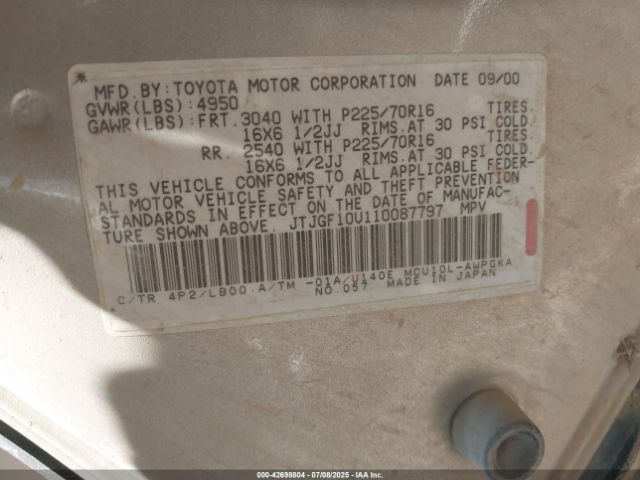 MFD.BY:TOYOTA MOTOR CORPORATION DATE 09/00
GVWR(LBS):4950
GAWR(LBS):FRT.3040 WITH P225/70R16 TIRES.
16X6 1/2JJ RIMS.AT 30 PSI COLD
RR. 2540 WITH P225/70R16 TIRES.
16X6 1/2JJ RIMS.AT 30 PSI COLD.
THIS VEHICLE CONFORMS TO ALL APPLICABLE FEDER-
AL MOTOR VEHICLE SAFETY AND THEFT PREVENTION
STANDARDS IN EFFECT ON THE DATE OF MANUFAC-
TURE SHOWN ABOVE. JTJGF10U110087797 MPV
C/TR 4P2/LB00.A/TM -01A/U140E MCU10L-AWPGKA
NO.057 MADE IN JAPAN
000-42698804 | 07/08/2025 | IAA Inc.